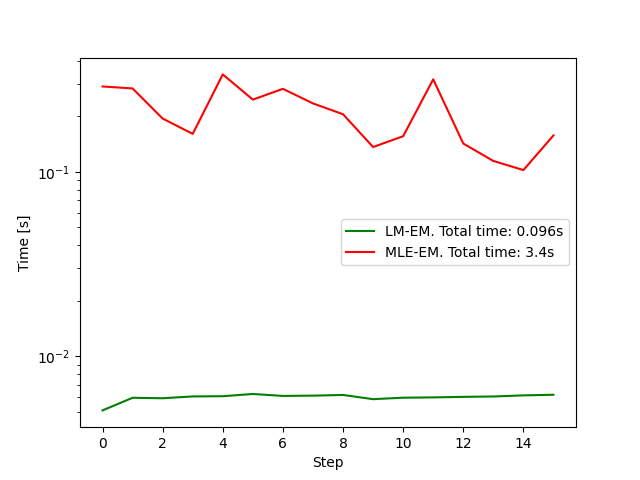 10⁻¹
10⁻²
Time [s]
LM-EM. Total time: 0.096s
MLE-EM. Total time: 3.4s
0 2 4 6 8 10 12 14
Step